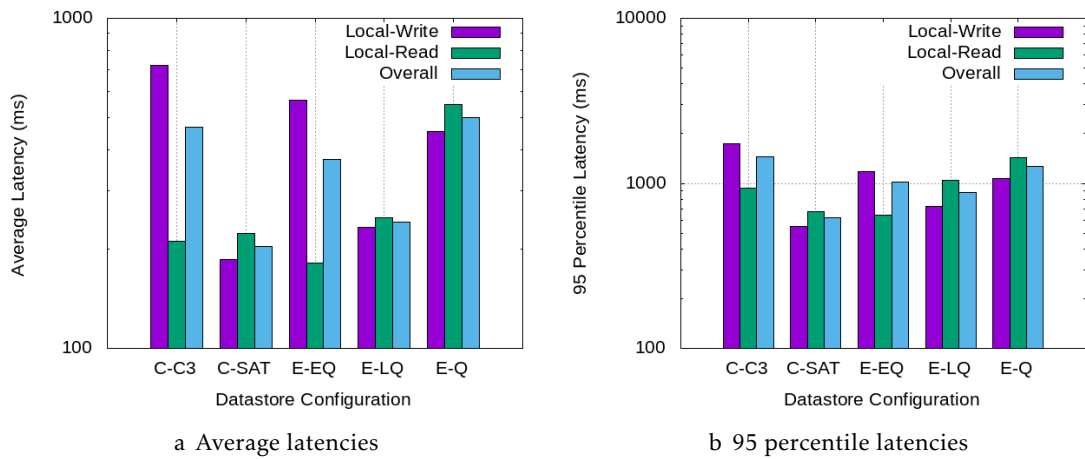 1000
100
Average Latency (ms)
Local-Write
Local-Read
Overall
C-C3 C-SAT E-EQ E-LQ E-Q
Datastore Configuration
a Average latencies
10000
1000
100
95 Percentile Latency (ms)
Local-Write
Local-Read
Overall
C-C3 C-SAT E-EQ E-LQ E-Q
Datastore Configuration
b 95 percentile latencies